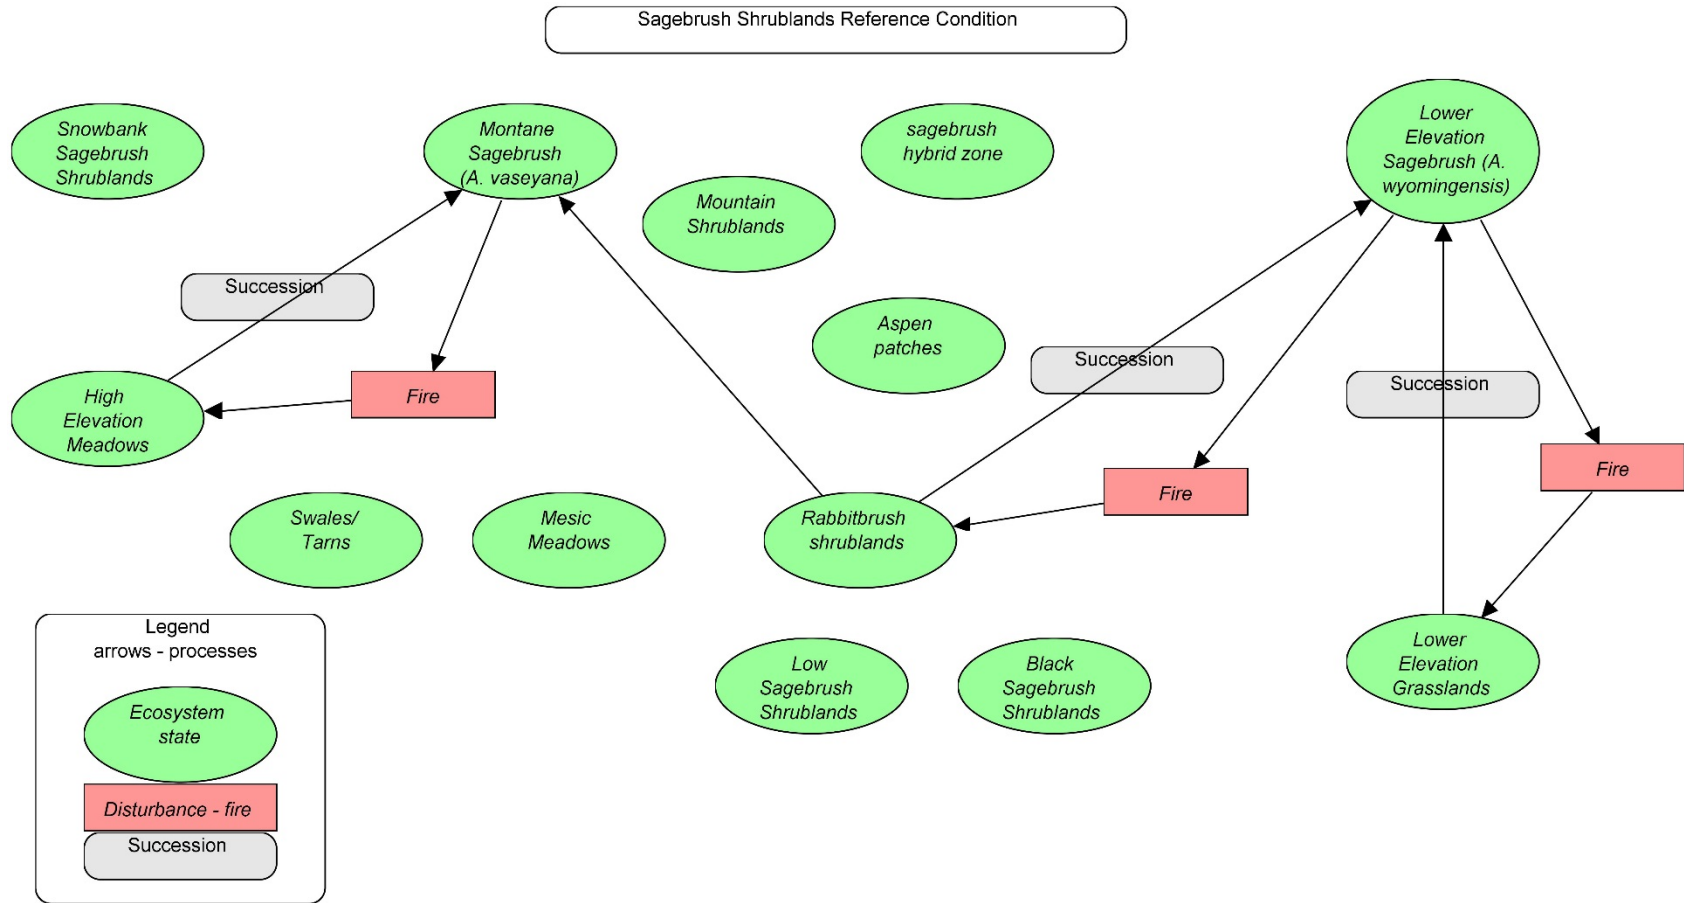 Sagebrush Shrublands Reference Condition
Snowbank
Sagebrush
Shrublands
Montane
Sagebrush
(A. vaseyana)
sagebrush
hybrid zone
Lower
Elevation
Sagebrush (A.
wyomingensis)
Mountain
Shrublands
Succession
Aspen
patches
Succession
Succession
High
Elevation
Meadows
Fire
Fire
Fire
Swales/
Tarns
Mesic
Meadows
Rabbitbrush
shrublands
Low
Sagebrush
Shrublands
Black
Sagebrush
Shrublands
Lower
Elevation
Grasslands
Legend
arrows - processes
Ecosystem
state
Disturbance - fire
Succession